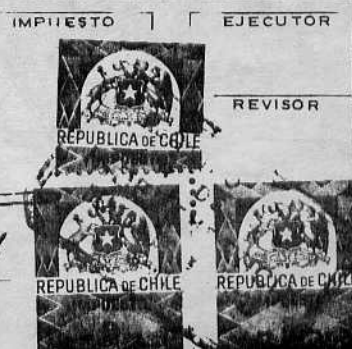 IMPUESTO
EJECUTOR
REVISOR
REPUBLICA DE CHILE
REPUBLICA DE CHILE
REPUBLICA DE CHILE